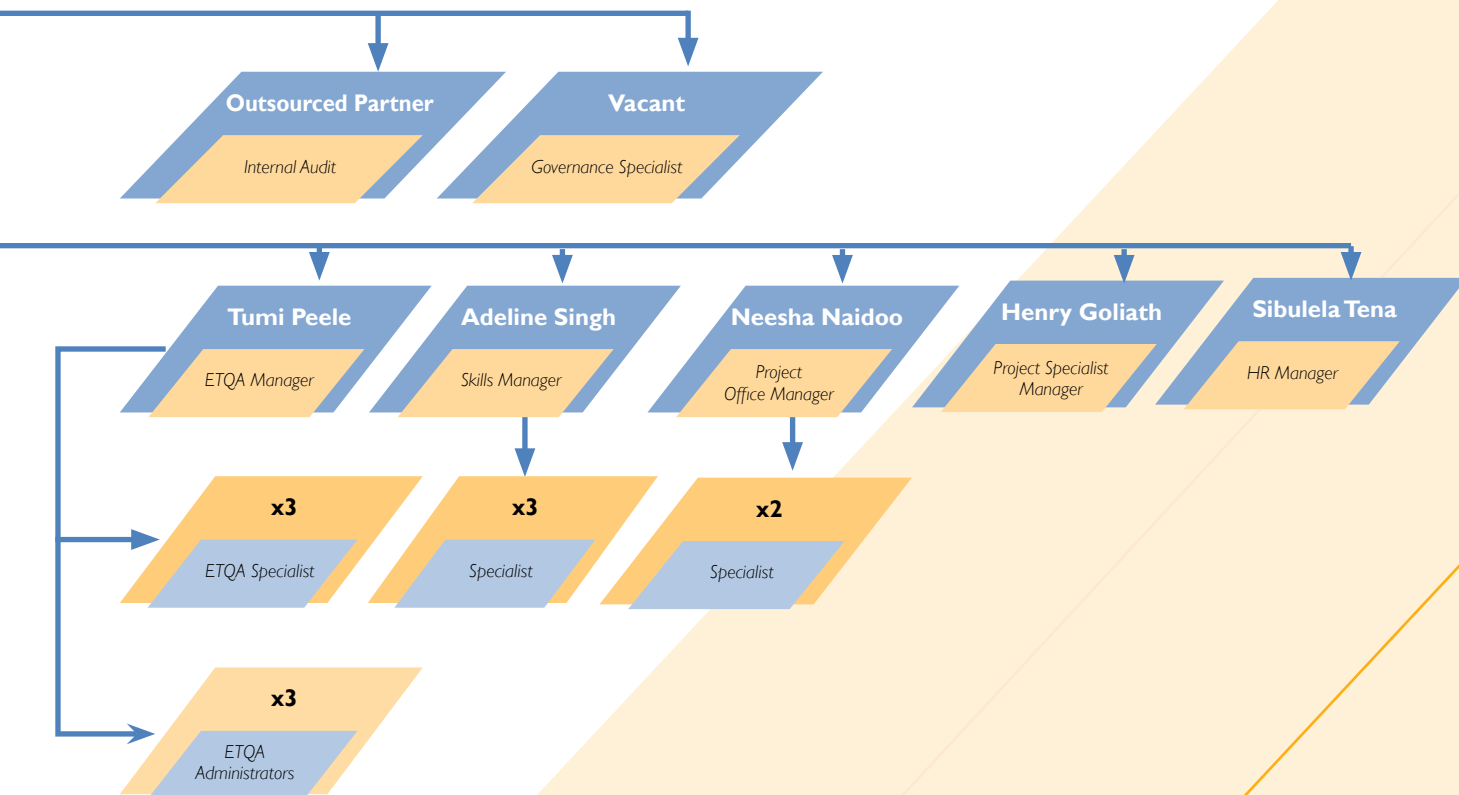 Outsourced Partner
Internal Audit
Vacant
Governance Specialist
Tumi Peele
ETQA Manager
Adeline Singh
Skills Manager
Neesha Naidoo
Project
Office Manager
Henry Goliath
Project Specialist
Manager
Sibulela Tena
HR Manager
x3
ETQA Specialist
x3
Specialist
x2
Specialist
x3
ETQA
Administrators